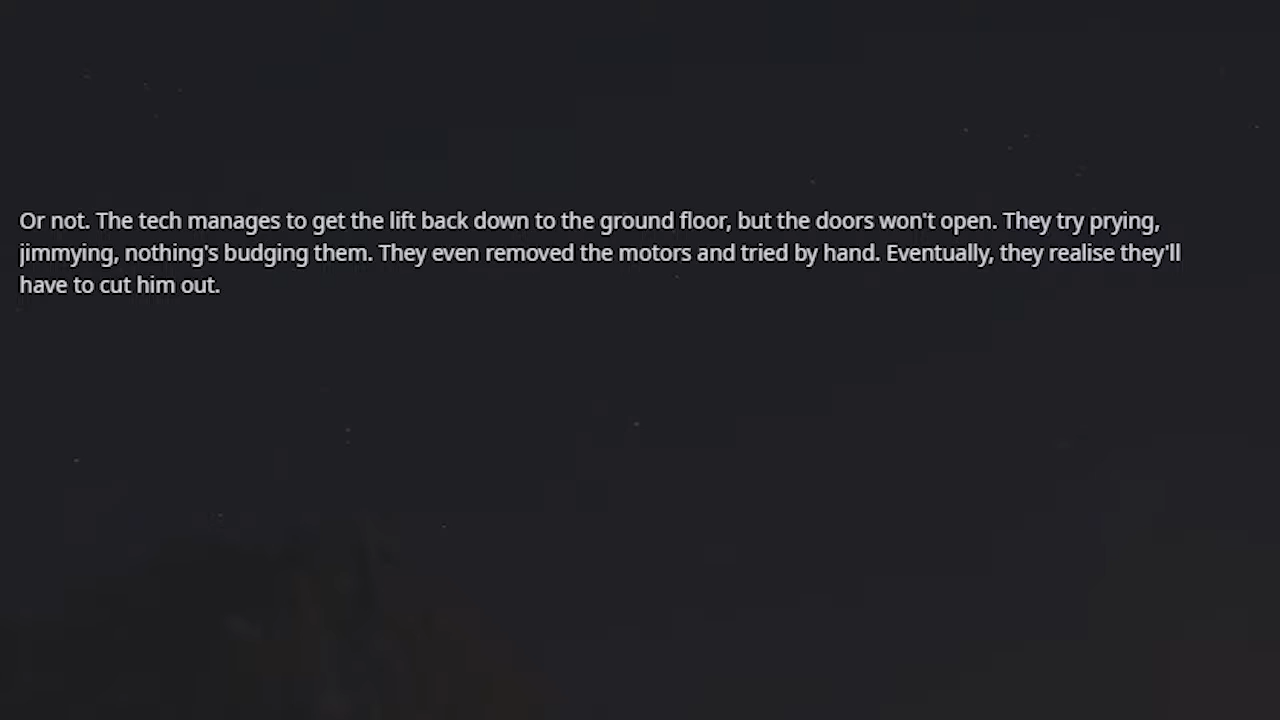 Or not. The tech manages to get the lift back down to the ground floor, but the doors won't open. They try prying,
jimmying, nothing's budging them. They even removed the motors and tried by hand. Eventually, they realise they'll
have to cut him out.